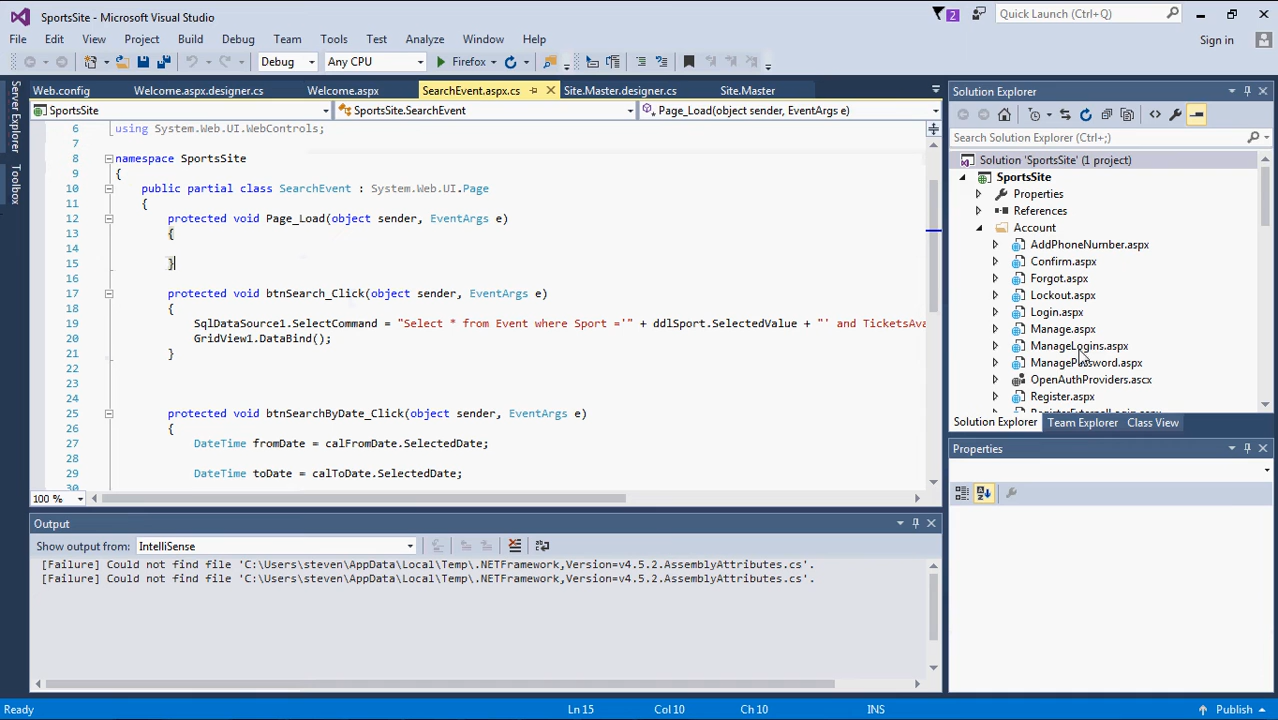 SportsSite - Microsoft Visual Studio
2
Quick Launch (Ctrl+Q)
File Edit View Project Build Debug Team Tools Test Analyze Window Help
Sign in
Debug Any CPU Firefox
Server Explorer
Toolbox
Web.config Welcome.aspx.designer.cs Welcome.aspx SearchEvent.aspx.cs Site.Master.designer.cs Site.Master
SportsSite SportsSite.SearchEvent Page_Load(object sender, EventArgs e)
6 using System.Web.UI.WebControls;
7
8 namespace SportsSite
9 {
10 public partial class SearchEvent : System.Web.UI.Page
11 {
12 protected void Page_Load(object sender, EventArgs e)
13 {
14
15 }
16
17 protected void btnSearch_Click(object sender, EventArgs e)
18 {
19 SqlDataSource1.SelectCommand = "Select * from Event where Sport ='" + ddlSport.SelectedValue + "' and TicketsAva
20 GridView1.DataBind();
21 }
22
23
24
25 protected void btnSearchByDate_Click(object sender, EventArgs e)
26 {
27 DateTime fromDate = calFromDate.SelectedDate;
28
29 DateTime toDate = calToDate.SelectedDate;
30
100 %
Output
Show output from: IntelliSense
[Failure] Could not find file 'C:\Users\steven\AppData\Local\Temp\.NETFramework,Version=v4.5.2.AssemblyAttributes.cs'.
[Failure] Could not find file 'C:\Users\steven\AppData\Local\Temp\.NETFramework,Version=v4.5.2.AssemblyAttributes.cs'.
Solution Explorer
Search Solution Explorer (Ctrl+;)
Solution 'SportsSite' (1 project)
SportsSite
Properties
References
Account
AddPhoneNumber.aspx
Confirm.aspx
Forgot.aspx
Lockout.aspx
Login.aspx
Manage.aspx
ManageLogins.aspx
ManagePassword.aspx
OpenAuthProviders.ascx
Register.aspx
RegisterExternalLogin.aspx
Solution Explorer Team Explorer Class View
Properties
Ready Ln 15 Col 10 Ch 10 INS Publish